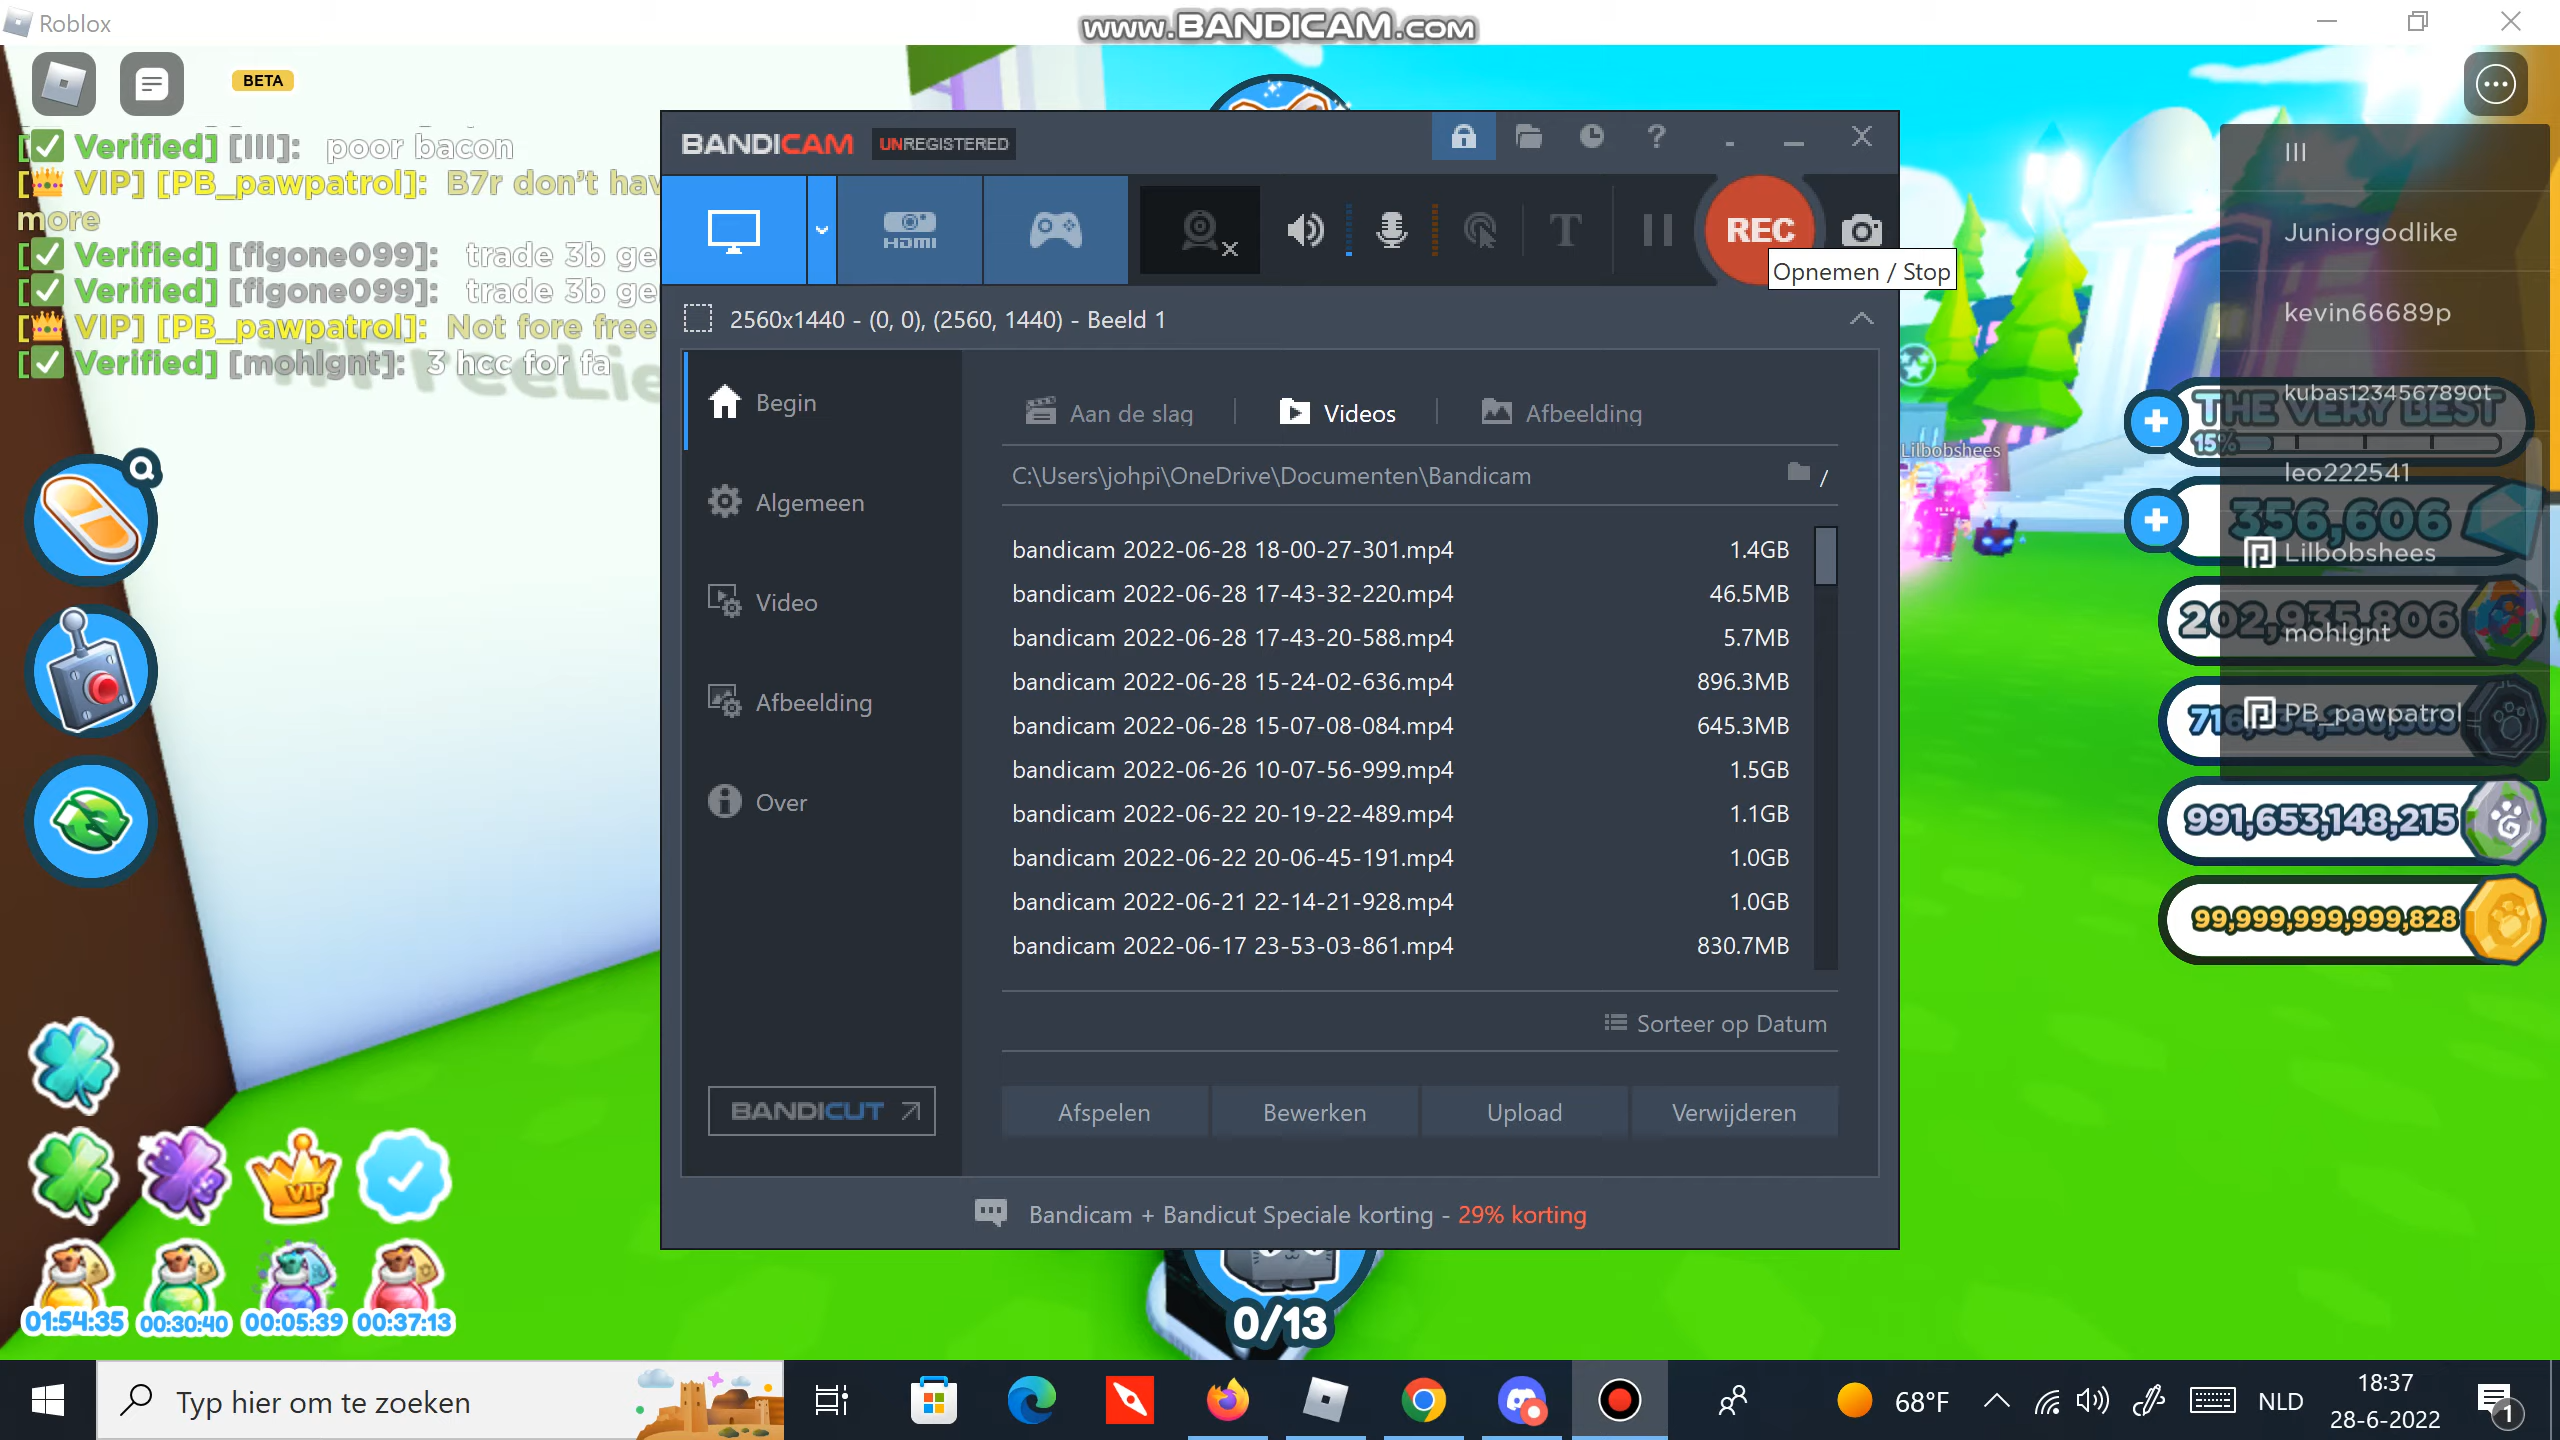 Roblox
www.BANDICAM.com
BETA
[✅ Verified] [III]: poor bacon
[👑 VIP] [PB_pawpatrol]: B7r don't hav
more
[✅ Verified] [figone099]: trade 3b ge
[✅ Verified] [figone099]: trade 3b ge
[👑 VIP] [PB_pawpatrol]: Not fore free
[✅ Verified] [mohlgnt]: 3 hcc for fa
BANDICAM UNREGISTERED
HDMI
T
REC
Opnemen / Stop
2560x1440 - (0, 0), (2560, 1440) - Beeld 1
Begin
Algemeen
Video
Afbeelding
Over
BANDICUT
Aan de slag
Videos
Afbeelding
C:\Users\johpi\OneDrive\Documenten\Bandicam
/
bandicam 2022-06-28 18-00-27-301.mp4 1.4GB
bandicam 2022-06-28 17-43-32-220.mp4 46.5MB
bandicam 2022-06-28 17-43-20-588.mp4 5.7MB
bandicam 2022-06-28 15-24-02-636.mp4 896.3MB
bandicam 2022-06-28 15-07-08-084.mp4 645.3MB
bandicam 2022-06-26 10-07-56-999.mp4 1.5GB
bandicam 2022-06-22 20-19-22-489.mp4 1.1GB
bandicam 2022-06-22 20-06-45-191.mp4 1.0GB
bandicam 2022-06-21 22-14-21-928.mp4 1.0GB
bandicam 2022-06-17 23-53-03-861.mp4 830.7MB
Sorteer op Datum
Afspelen
Bewerken
Upload
Verwijderen
Bandicam + Bandicut Speciale korting - 29% korting
III
Juniorgodlike
kevin66689p
kubas1234567890t
THE VERY BEST
15%
leo222541
356,606
Lilbobshees
Lilbobshees
202,935,806
mohlgnt
PB_pawpatrol
991,653,148,215
99,999,999,999,828
VIP
01:54:35
00:30:40
00:05:39
00:37:13
0/13
Typ hier om te zoeken
68°F
NLD
18:37
28-6-2022
1